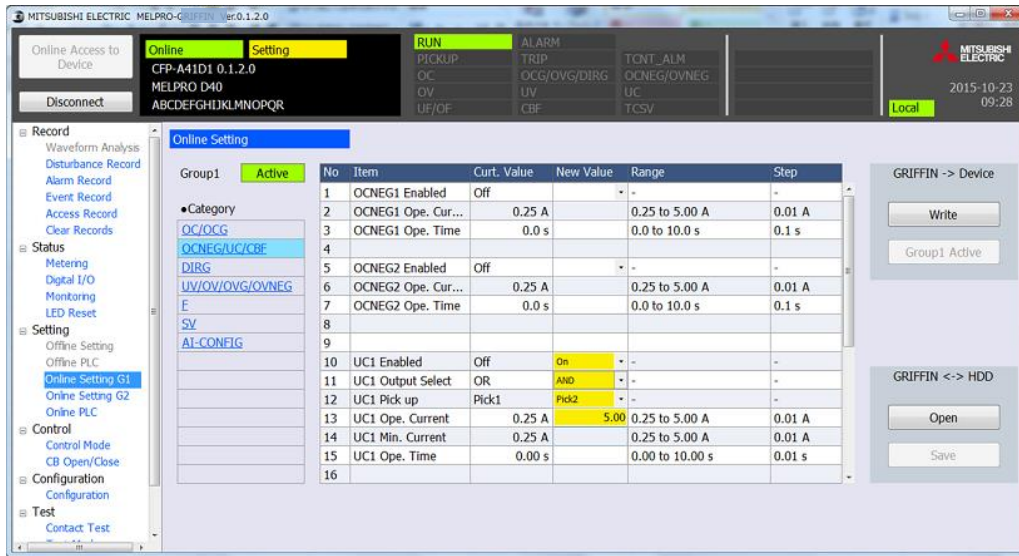 MITSUBISHI ELECTRIC MELPRO-GRIFFIN Ver.0.1.2.0
Online Access to Device
Disconnect
Online Setting
CFP-A41D1 0.1.2.0
MELPRO D40
ABCDEFGHIJKLMNOPQR
RUN ALARM
PICKUP TRIP TCNT_ALM
OC OCG/OVG/DIRG OCNEG/OVNEG
OV UV UC
UF/OF CBF TCSV
MITSUBISHI ELECTRIC
2015-10-23
Local 09:28
Record
Waveform Analysis
Disturbance Record
Alarm Record
Event Record
Access Record
Clear Records
Status
Metering
Digital I/O
Monitoring
LED Reset
Setting
Offline Setting
Offline PLC
Online Setting G1
Online Setting G2
Online PLC
Control
Control Mode
CB Open/Close
Configuration
Configuration
Test
Contact Test
Online Setting
Group1 Active
●Category
OC/OCG
OCNEG/UC/CBF
DIRG
UV/OV/OVG/OVNEG
F
SV
AI-CONFIG
No Item Curt. Value New Value Range Step
1 OCNEG1 Enabled Off - -
2 OCNEG1 Ope. Cur... 0.25 A 0.25 to 5.00 A 0.01 A
3 OCNEG1 Ope. Time 0.0 s 0.0 to 10.0 s 0.1 s
4
5 OCNEG2 Enabled Off - -
6 OCNEG2 Ope. Cur... 0.25 A 0.25 to 5.00 A 0.01 A
7 OCNEG2 Ope. Time 0.0 s 0.0 to 10.0 s 0.1 s
8
9
10 UC1 Enabled Off On - -
11 UC1 Output Select OR AND - -
12 UC1 Pick up Pick1 Pick2 - -
13 UC1 Ope. Current 0.25 A 5.00 0.25 to 5.00 A 0.01 A
14 UC1 Min. Current 0.25 A 0.25 to 5.00 A 0.01 A
15 UC1 Ope. Time 0.00 s 0.00 to 10.00 s 0.01 s
16
GRIFFIN -> Device
Write
Group1 Active
GRIFFIN <-> HDD
Open
Save